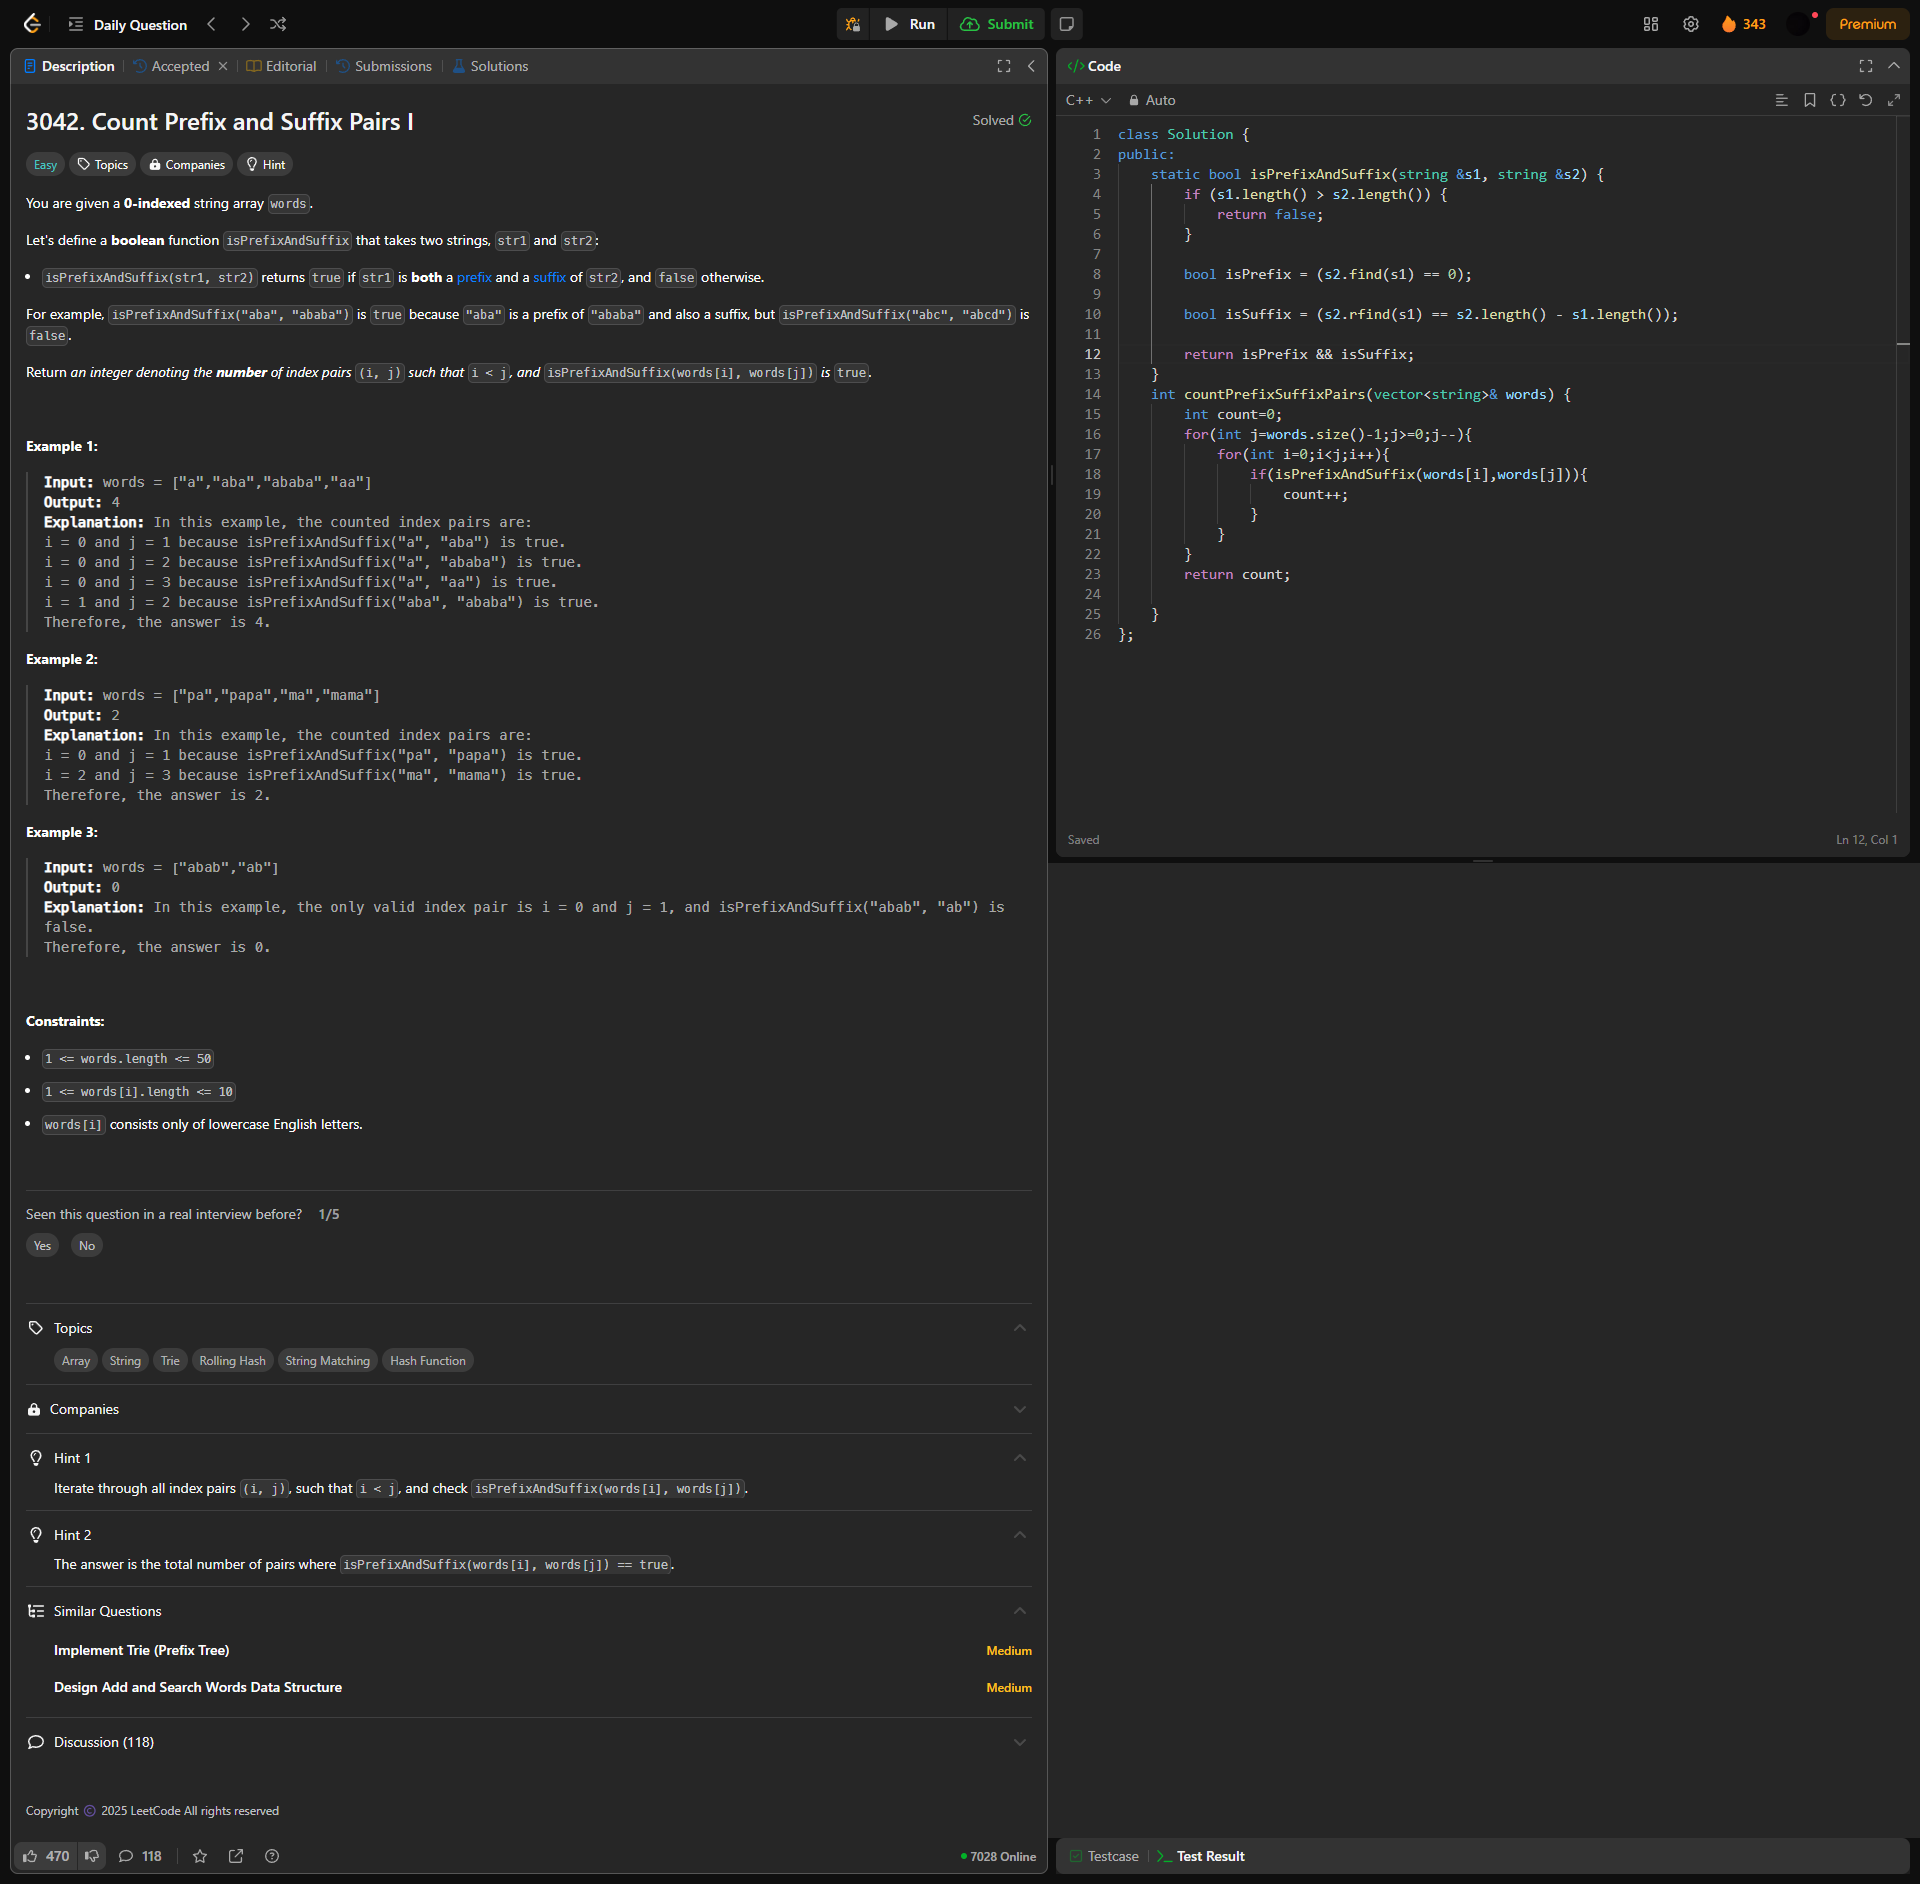 Daily Question
Run
Submit
343
Premium
Description
Accepted
Editorial
Submissions
Solutions
3042. Count Prefix and Suffix Pairs I
Solved
Easy
Topics
Companies
Hint
You are given a 0-indexed string array words.
Let's define a boolean function isPrefixAndSuffix that takes two strings, str1 and str2:
• isPrefixAndSuffix(str1, str2) returns true if str1 is both a prefix and a suffix of str2, and false otherwise.
For example, isPrefixAndSuffix("aba", "ababa") is true because "aba" is a prefix of "ababa" and also a suffix, but isPrefixAndSuffix("abc", "abcd") is
false.
Return an integer denoting the number of index pairs (i, j) such that i < j, and isPrefixAndSuffix(words[i], words[j]) is true.
Example 1:
Input: words = ["a","aba","ababa","aa"]
Output: 4
Explanation: In this example, the counted index pairs are:
i = 0 and j = 1 because isPrefixAndSuffix("a", "aba") is true.
i = 0 and j = 2 because isPrefixAndSuffix("a", "ababa") is true.
i = 0 and j = 3 because isPrefixAndSuffix("a", "aa") is true.
i = 1 and j = 2 because isPrefixAndSuffix("aba", "ababa") is true.
Therefore, the answer is 4.
Example 2:
Input: words = ["pa","papa","ma","mama"]
Output: 2
Explanation: In this example, the counted index pairs are:
i = 0 and j = 1 because isPrefixAndSuffix("pa", "papa") is true.
i = 2 and j = 3 because isPrefixAndSuffix("ma", "mama") is true.
Therefore, the answer is 2.
Example 3:
Input: words = ["abab","ab"]
Output: 0
Explanation: In this example, the only valid index pair is i = 0 and j = 1, and isPrefixAndSuffix("abab", "ab") is
false.
Therefore, the answer is 0.
Constraints:
• 1 <= words.length <= 50
• 1 <= words[i].length <= 10
• words[i] consists only of lowercase English letters.
Seen this question in a real interview before? 1/5
Yes No
Topics
Array String Trie Rolling Hash String Matching Hash Function
Companies
Hint 1
Iterate through all index pairs (i, j), such that i < j, and check isPrefixAndSuffix(words[i], words[j]).
Hint 2
The answer is the total number of pairs where isPrefixAndSuffix(words[i], words[j]) == true.
Similar Questions
Implement Trie (Prefix Tree) Medium
Design Add and Search Words Data Structure Medium
Discussion (118)
Copyright © 2025 LeetCode All rights reserved
470
118
7028 Online
</> Code
C++
Auto
1 class Solution {
2 public:
3 static bool isPrefixAndSuffix(string &s1, string &s2) {
4 if (s1.length() > s2.length()) {
5 return false;
6 }
7
8 bool isPrefix = (s2.find(s1) == 0);
9
10 bool isSuffix = (s2.rfind(s1) == s2.length() - s1.length());
11
12 return isPrefix && isSuffix;
13 }
14 int countPrefixSuffixPairs(vector<string>& words) {
15 int count=0;
16 for(int j=words.size()-1;j>=0;j--){
17 for(int i=0;i<j;i++){
18 if(isPrefixAndSuffix(words[i],words[j])){
19 count++;
20 }
21 }
22 }
23 return count;
24
25 }
26 };
Saved
Ln 12, Col 1
Testcase
Test Result